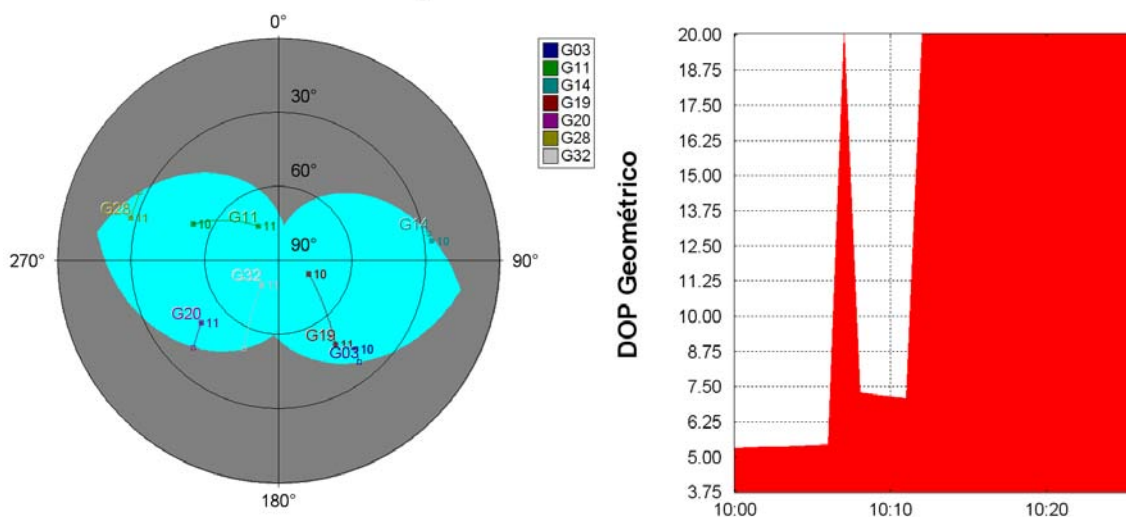 0°
30°
60°
90°
270°
90°
180°
G28
11
10
G11
11
G14
10
G32
11
10
G20
11
G19
11
10
G03
G03
G11
G14
G19
G20
G28
G32
DOP Geométrico
20.00
18.75
17.50
16.25
15.00
13.75
12.50
11.25
10.00
8.75
7.50
6.25
5.00
3.75
10:00
10:10
10:20